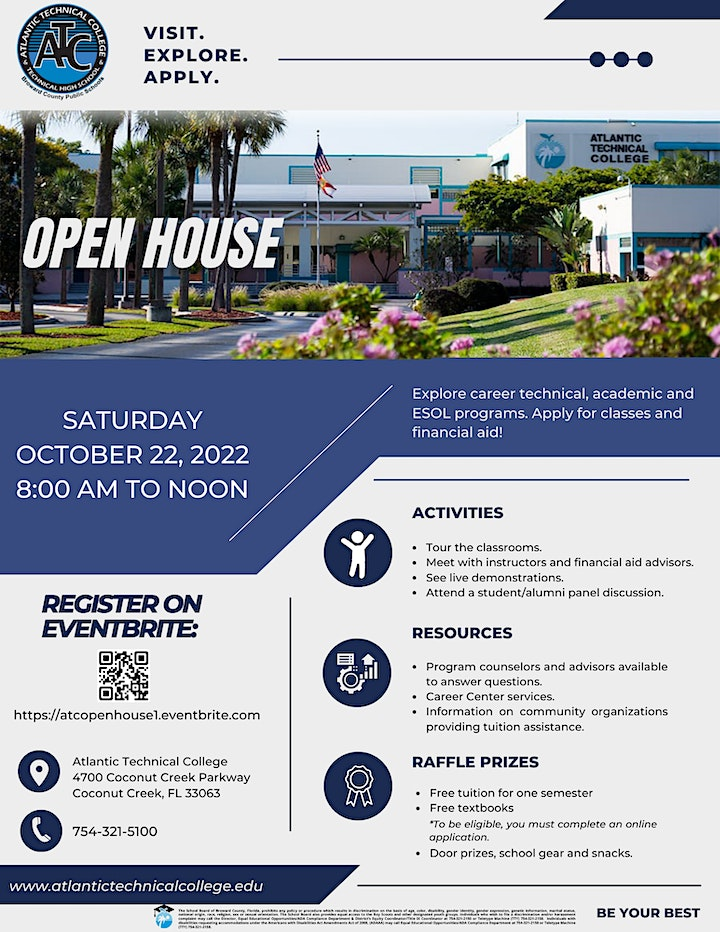 ATLANTIC TECHNICAL COLLEGE
ATC
TECHNICAL HIGH SCHOOL
Broward County Public Schools
VISIT.
EXPLORE.
APPLY.
ATLANTIC
TECHNICAL
COLLEGE
OPEN HOUSE
SATURDAY
OCTOBER 22, 2022
8:00 AM TO NOON
Explore career technical, academic and
ESOL programs. Apply for classes and
financial aid!
ACTIVITIES
• Tour the classrooms.
• Meet with instructors and financial aid advisors.
• See live demonstrations.
• Attend a student/alumni panel discussion.
REGISTER ON
EVENTBRITE:
https://atcopenhouse1.eventbrite.com
Atlantic Technical College
4700 Coconut Creek Parkway
Coconut Creek, FL 33063
754-321-5100
RESOURCES
• Program counselors and advisors available
to answer questions.
• Career Center services.
• Information on community organizations
providing tuition assistance.
RAFFLE PRIZES
• Free tuition for one semester
• Free textbooks
*To be eligible, you must complete an online
application.
• Door prizes, school gear and snacks.
www.atlantictechnicalcollege.edu
BE YOUR BEST